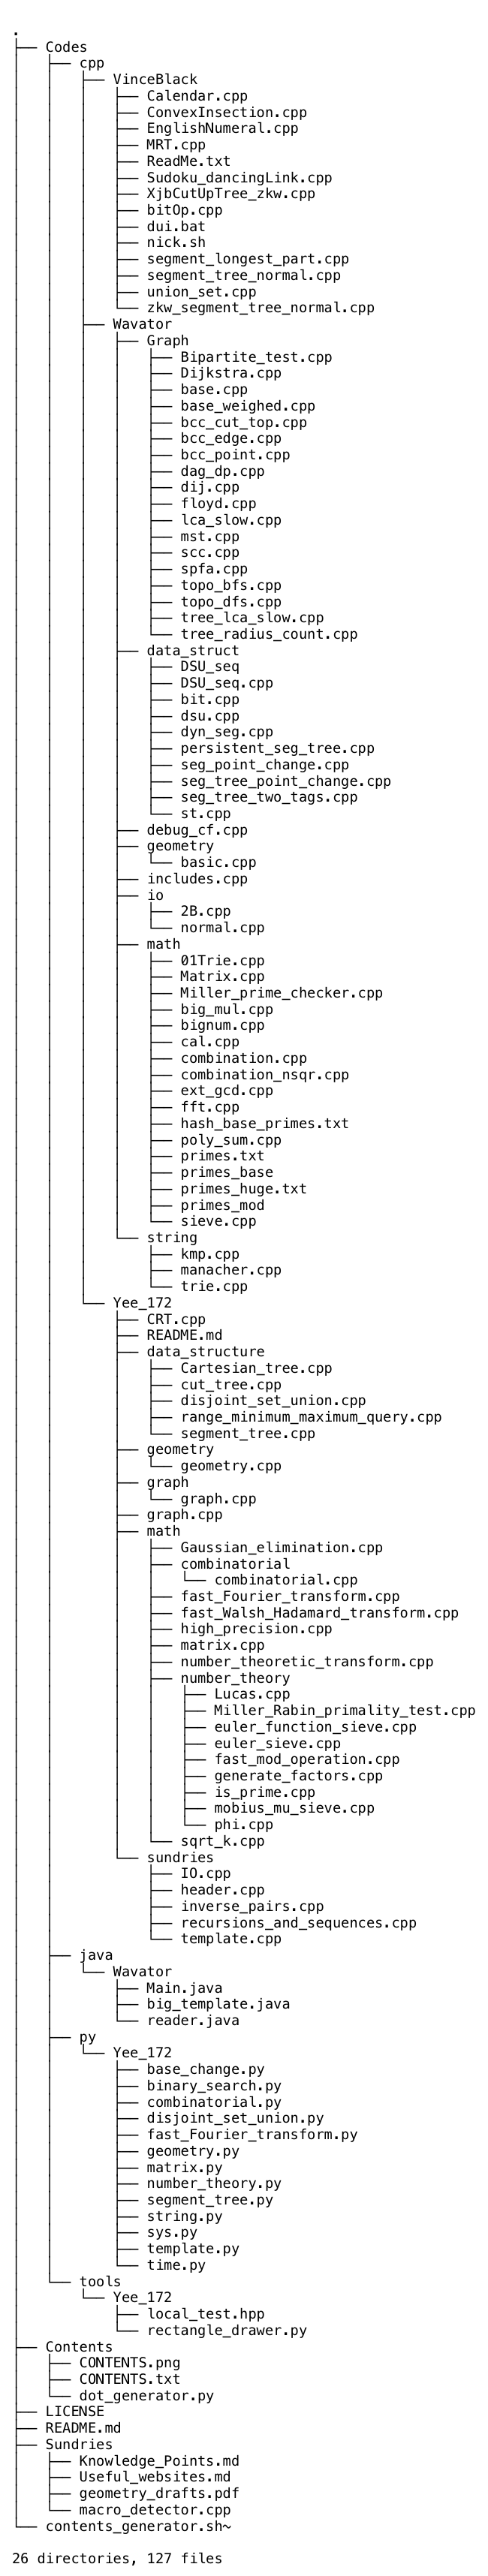 .
├── Codes
│   ├── cpp
│   │   ├── VinceBlack
│   │   │   ├── Calendar.cpp
│   │   │   ├── ConvexInsection.cpp
│   │   │   ├── EnglishNumeral.cpp
│   │   │   ├── MRT.cpp
│   │   │   ├── ReadMe.txt
│   │   │   ├── Sudoku_dancingLink.cpp
│   │   │   ├── XjbCutUpTree_zkw.cpp
│   │   │   ├── bitOp.cpp
│   │   │   ├── dui.bat
│   │   │   ├── nick.sh
│   │   │   ├── segment_longest_part.cpp
│   │   │   ├── segment_tree_normal.cpp
│   │   │   ├── union_set.cpp
│   │   │   └── zkw_segment_tree_normal.cpp
│   │   ├── Wavator
│   │   │   ├── Graph
│   │   │   │   ├── Bipartite_test.cpp
│   │   │   │   ├── Dijkstra.cpp
│   │   │   │   ├── base.cpp
│   │   │   │   ├── base_weighed.cpp
│   │   │   │   ├── bcc_cut_top.cpp
│   │   │   │   ├── bcc_edge.cpp
│   │   │   │   ├── bcc_point.cpp
│   │   │   │   ├── dag_dp.cpp
│   │   │   │   ├── dij.cpp
│   │   │   │   ├── floyd.cpp
│   │   │   │   ├── lca_slow.cpp
│   │   │   │   ├── mst.cpp
│   │   │   │   ├── scc.cpp
│   │   │   │   ├── spfa.cpp
│   │   │   │   ├── topo_bfs.cpp
│   │   │   │   ├── topo_dfs.cpp
│   │   │   │   ├── tree_lca_slow.cpp
│   │   │   │   └── tree_radius_count.cpp
│   │   │   ├── data_struct
│   │   │   │   ├── DSU_seq
│   │   │   │   ├── DSU_seq.cpp
│   │   │   │   ├── bit.cpp
│   │   │   │   ├── dsu.cpp
│   │   │   │   ├── dyn_seg.cpp
│   │   │   │   ├── persistent_seg_tree.cpp
│   │   │   │   ├── seg_point_change.cpp
│   │   │   │   ├── seg_tree_point_change.cpp
│   │   │   │   ├── seg_tree_two_tags.cpp
│   │   │   │   └── st.cpp
│   │   │   ├── debug_cf.cpp
│   │   │   ├── geometry
│   │   │   │   └── basic.cpp
│   │   │   ├── includes.cpp
│   │   │   ├── io
│   │   │   │   ├── 2B.cpp
│   │   │   │   └── normal.cpp
│   │   │   ├── math
│   │   │   │   ├── 01Trie.cpp
│   │   │   │   ├── Matrix.cpp
│   │   │   │   ├── Miller_prime_checker.cpp
│   │   │   │   ├── big_mul.cpp
│   │   │   │   ├── bignum.cpp
│   │   │   │   ├── cal.cpp
│   │   │   │   ├── combination.cpp
│   │   │   │   ├── combination_nsqr.cpp
│   │   │   │   ├── ext_gcd.cpp
│   │   │   │   ├── fft.cpp
│   │   │   │   ├── hash_base_primes.txt
│   │   │   │   ├── poly_sum.cpp
│   │   │   │   ├── primes.txt
│   │   │   │   ├── primes_base
│   │   │   │   ├── primes_huge.txt
│   │   │   │   ├── primes_mod
│   │   │   │   └── sieve.cpp
│   │   │   └── string
│   │   │       ├── kmp.cpp
│   │   │       ├── manacher.cpp
│   │   │       └── trie.cpp
│   │   └── Yee_172
│   │       ├── CRT.cpp
│   │       ├── README.md
│   │       ├── data_structure
│   │       │   ├── Cartesian_tree.cpp
│   │       │   ├── cut_tree.cpp
│   │       │   ├── disjoint_set_union.cpp
│   │       │   ├── range_minimum_maximum_query.cpp
│   │       │   └── segment_tree.cpp
│   │       ├── geometry
│   │       │   └── geometry.cpp
│   │       ├── graph
│   │       │   └── graph.cpp
│   │       ├── graph.cpp
│   │       ├── math
│   │       │   ├── Gaussian_elimination.cpp
│   │       │   ├── combinatorial
│   │       │   │   └── combinatorial.cpp
│   │       │   ├── fast_Fourier_transform.cpp
│   │       │   ├── fast_Walsh_Hadamard_transform.cpp
│   │       │   ├── high_precision.cpp
│   │       │   ├── matrix.cpp
│   │       │   ├── number_theoretic_transform.cpp
│   │       │   ├── number_theory
│   │       │   │   ├── Lucas.cpp
│   │       │   │   ├── Miller_Rabin_primality_test.cpp
│   │       │   │   ├── euler_function_sieve.cpp
│   │       │   │   ├── euler_sieve.cpp
│   │       │   │   ├── fast_mod_operation.cpp
│   │       │   │   ├── generate_factors.cpp
│   │       │   │   ├── is_prime.cpp
│   │       │   │   ├── mobius_mu_sieve.cpp
│   │       │   │   └── phi.cpp
│   │       │   └── sqrt_k.cpp
│   │       └── sundries
│   │           ├── IO.cpp
│   │           ├── header.cpp
│   │           ├── inverse_pairs.cpp
│   │           ├── recursions_and_sequences.cpp
│   │           └── template.cpp
│   ├── java
│   │   └── Wavator
│   │       ├── Main.java
│   │       ├── big_template.java
│   │       └── reader.java
│   ├── py
│   │   └── Yee_172
│   │       ├── base_change.py
│   │       ├── binary_search.py
│   │       ├── combinatorial.py
│   │       ├── disjoint_set_union.py
│   │       ├── fast_Fourier_transform.py
│   │       ├── geometry.py
│   │       ├── matrix.py
│   │       ├── number_theory.py
│   │       ├── segment_tree.py
│   │       ├── string.py
│   │       ├── sys.py
│   │       ├── template.py
│   │       └── time.py
│   └── tools
│       └── Yee_172
│           ├── local_test.hpp
│           └── rectangle_drawer.py
├── Contents
│   ├── CONTENTS.png
│   ├── CONTENTS.txt
│   └── dot_generator.py
├── LICENSE
├── README.md
├── Sundries
│   ├── Knowledge_Points.md
│   ├── Useful_websites.md
│   ├── geometry_drafts.pdf
│   └── macro_detector.cpp
└── contents_generator.sh~

26 directories, 127 files